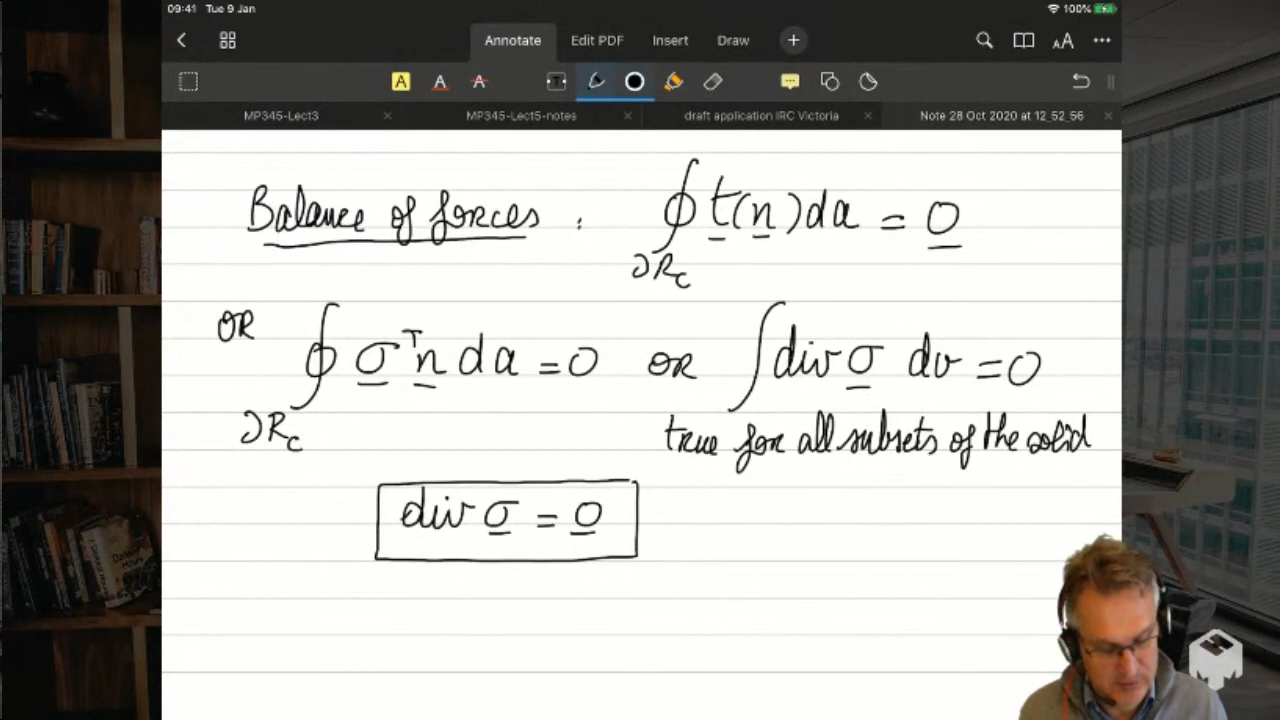 09:41 Tue 9 Jan 100%
Annotate Edit PDF Insert Draw
MP345-Lect3 MP345-Lect5-notes draft application IRC Victoria Note 28 Oct 2020 at 12_52_56
Balance of forces : ∮ t(n) da = 0
∂Rc
OR ∮ σᵀn da = 0 or ∫ div σ dv = 0
∂Rc true for all subsets of the solid
div σ = 0